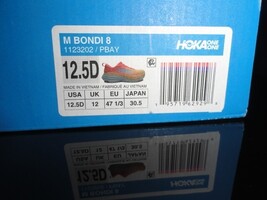 M BONDI 8
1123202 / PBAY
HOKA ONE ONE
12.5D
MADE IN VIETNAM / FABRIQUÉ AU VIETNAM
USA UK EU JAPAN
12.5D 12 47 1/3 30.5